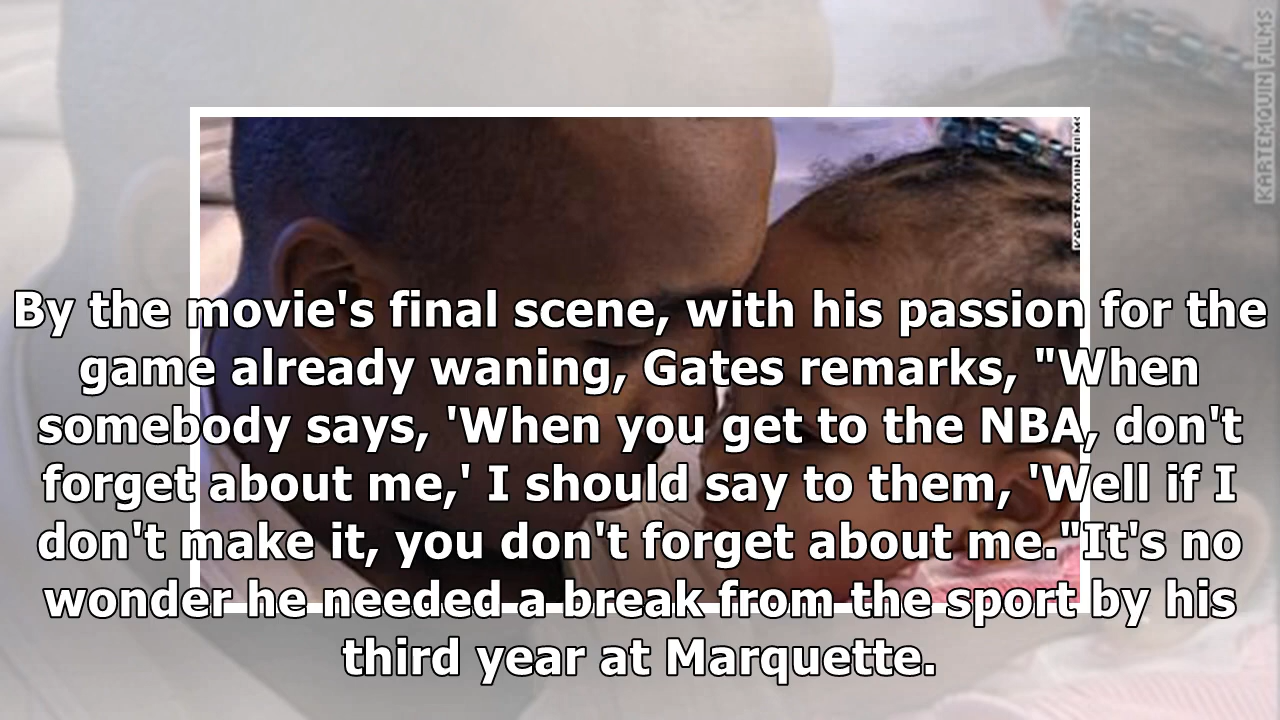 By the movie's final scene, with his passion for the
game already waning, Gates remarks, "When
somebody says, 'When you get to the NBA, don't
forget about me,' I should say to them, 'Well if I
don't make it, you don't forget about me."It's no
wonder he needed a break from the sport by his
third year at Marquette.
KARTEMQUIN FILMS
KARTEMQUIN FILMS